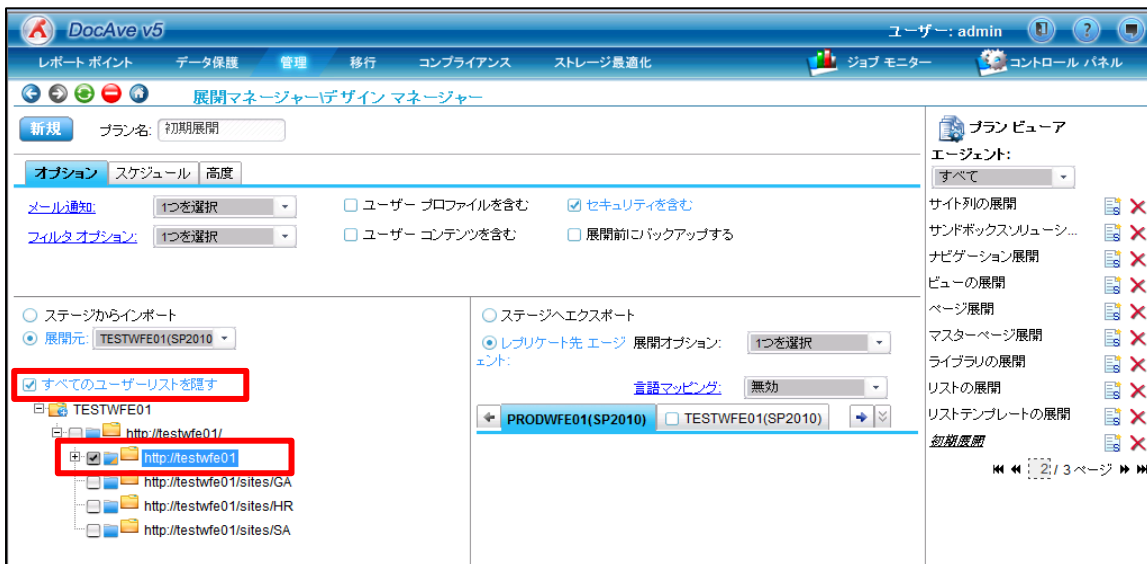 DocAve v5
ユーザー: admin
レポート ポイント データ保護 管理 移行 コンプライアンス ストレージ最適化 ジョブ モニター コントロール パネル
展開マネージャー\デザイン マネージャー
新規 プラン名: 初期展開
オプション スケジュール 高度
メール通知: 1つを選択 ユーザー プロファイルを含む セキュリティを含む
フィルタ オプション: 1つを選択 ユーザー コンテンツを含む 展開前にバックアップする
ステージからインポート
展開元: TESTWFE01(SP2010
すべてのユーザーリストを隠す
TESTWFE01
http://testwfe01/
http://testwfe01
http://testwfe01/sites/GA
http://testwfe01/sites/HR
http://testwfe01/sites/SA
ステージへエクスポート
レプリケート先 エージェント: 展開オプション: 1つを選択
言語マッピング: 無効
PRODWFE01(SP2010) TESTWFE01(SP2010)
プラン ビューア
エージェント:
すべて
サイト列の展開
サンドボックスソリューシ...
ナビゲーション展開
ビューの展開
ページ展開
マスターページ展開
ライブラリの展開
リストの展開
リストテンプレートの展開
初期展開
2 / 3 ページ